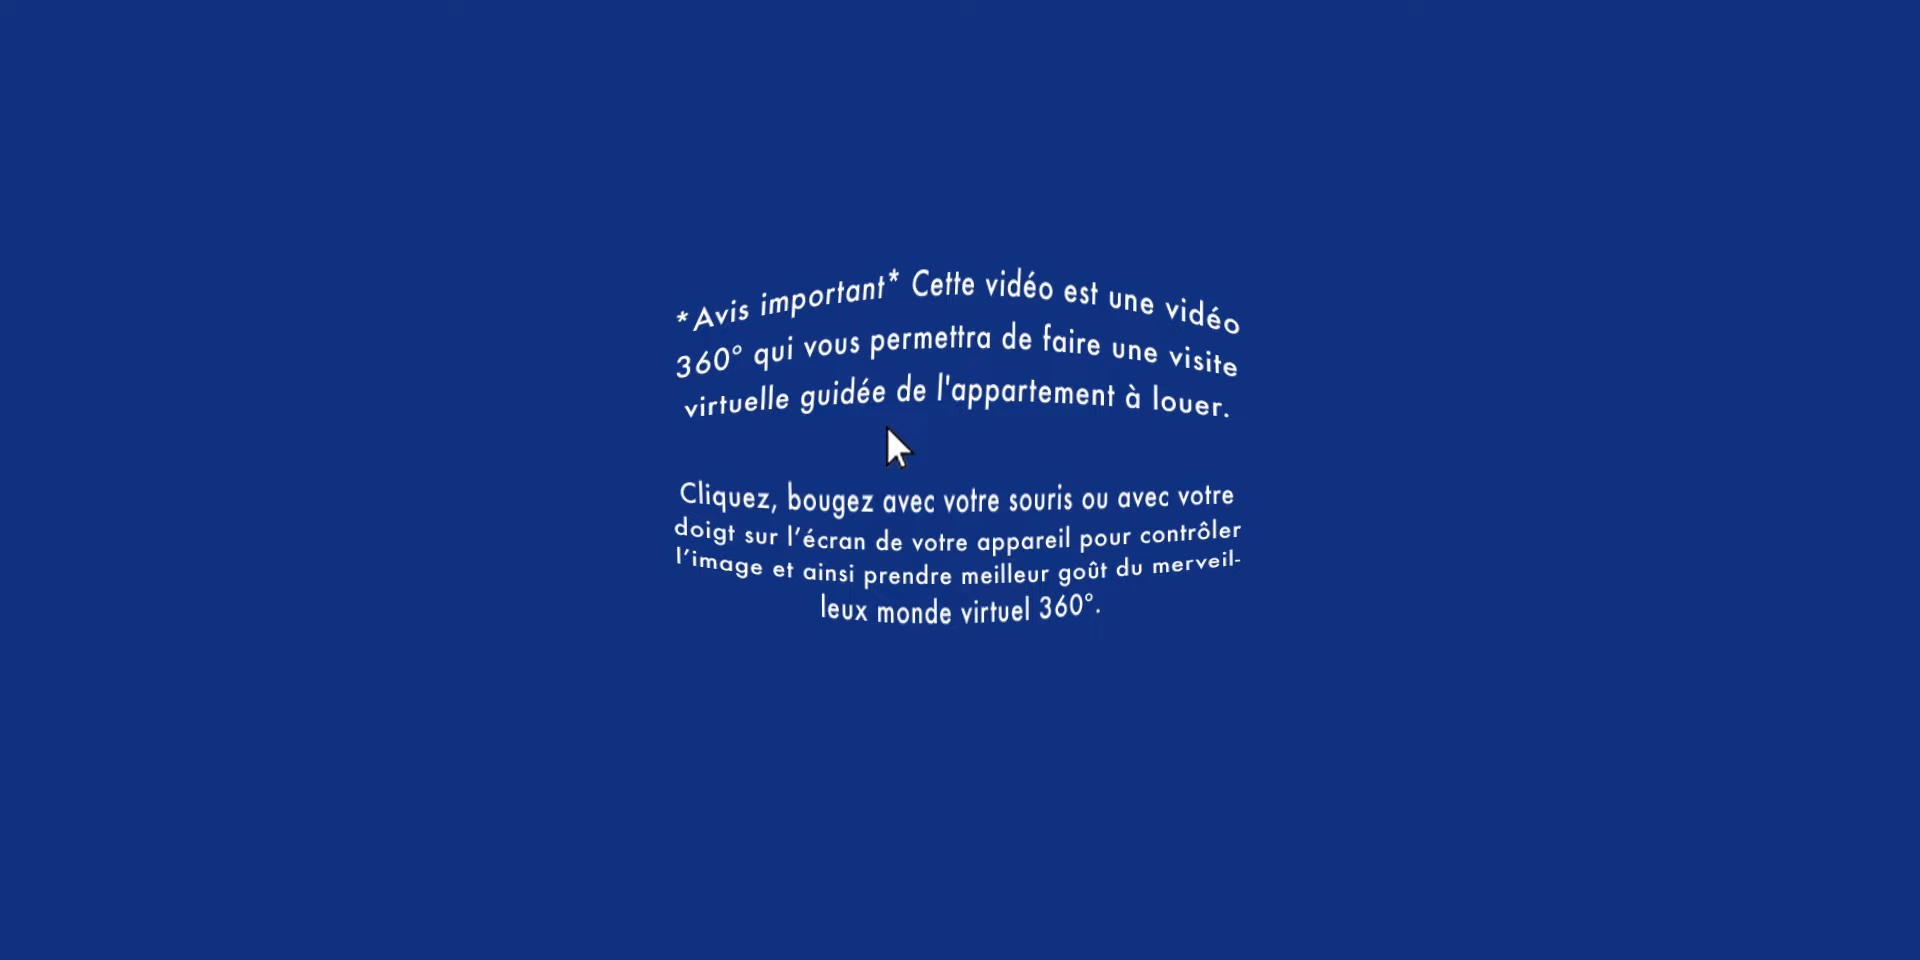 *Avis important* Cette vidéo est une vidéo
360° qui vous permettra de faire une visite
virtuelle guidée de l'appartement à louer.
Cliquez, bougez avec votre souris ou avec votre
doigt sur l’écran de votre appareil pour contrôler
l’image et ainsi prendre meilleur goût du merveil-
leux monde virtuel 360°.